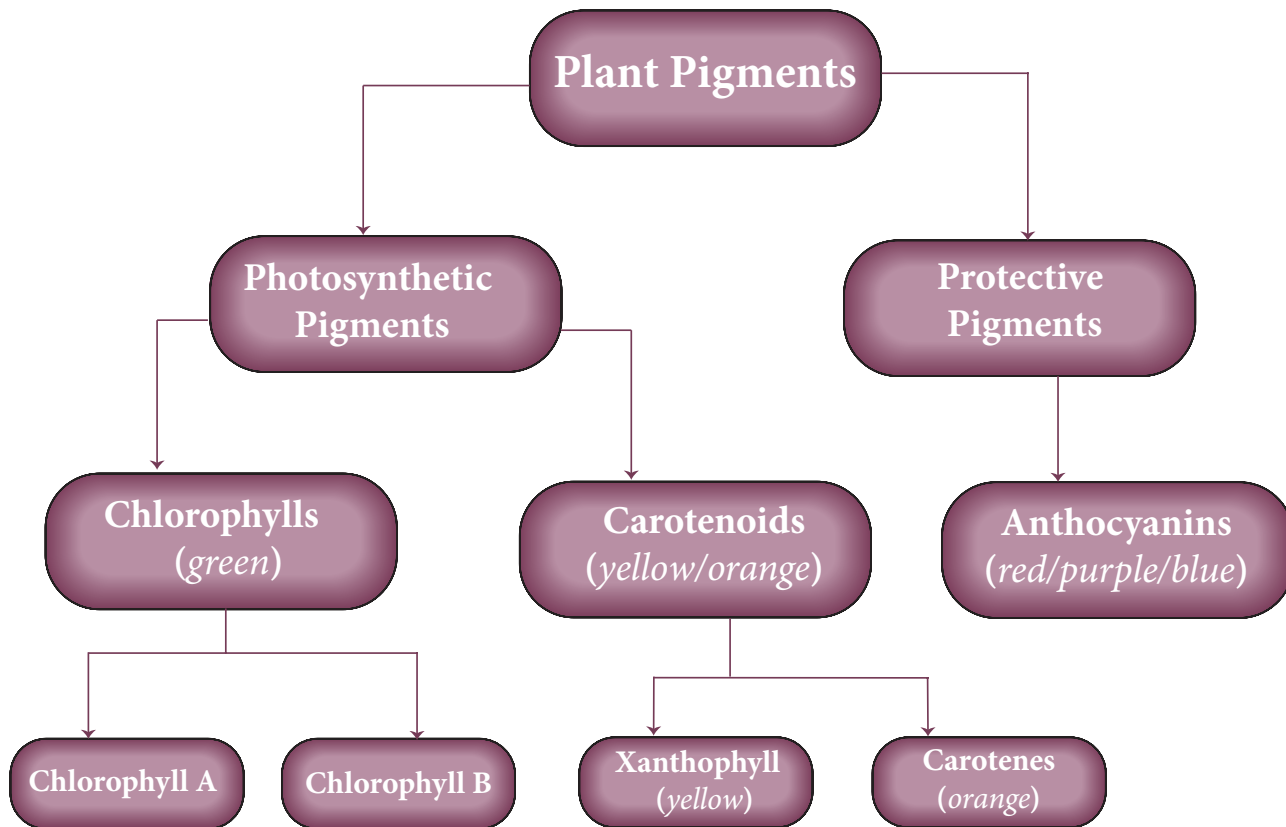 Plant Pigments
Photosynthetic
Pigments
Protective
Pigments
Chlorophylls
(green)
Carotenoids
(yellow/orange)
Anthocyanins
(red/purple/blue)
Chlorophyll A
Chlorophyll B
Xanthophyll
(yellow)
Carotenes
(orange)